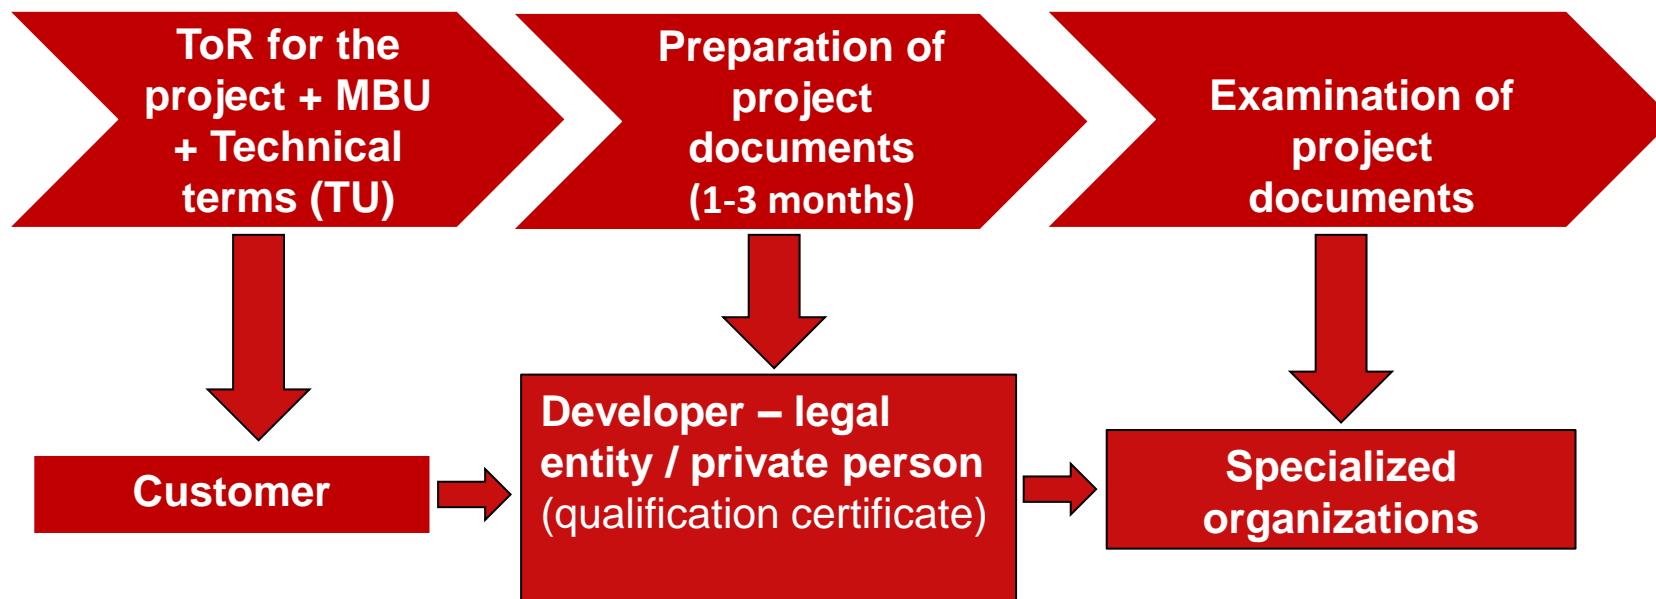 ToR for the
project + MBU
+ Technical
terms (TU)
Preparation of
project
documents
(1-3 months)
Examination of
project
documents
Customer
Developer – legal
entity / private person
(qualification certificate)
Specialized
organizations